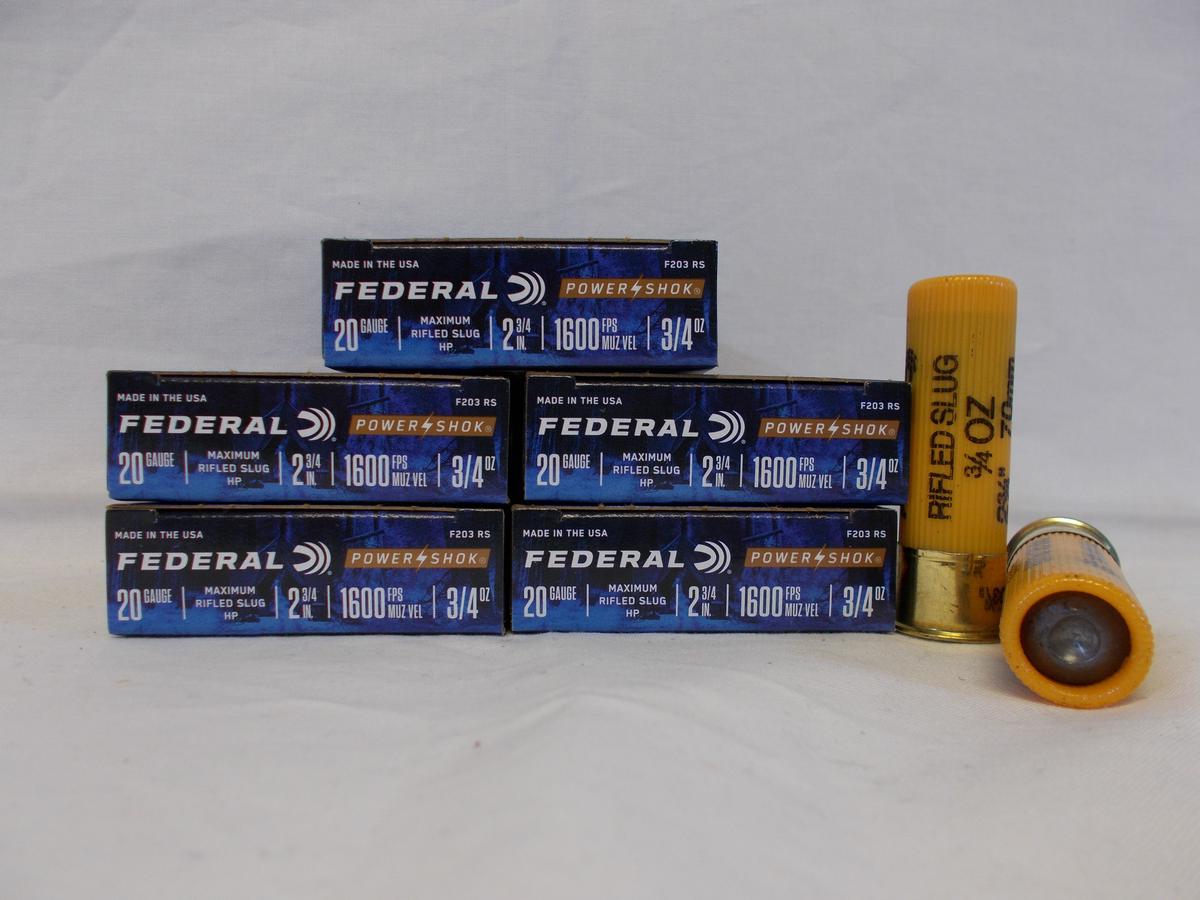 MADE IN THE USA F203 RS
FEDERAL® POWER SHOK®
20 GAUGE MAXIMUM RIFLED SLUG HP 2 3/4 IN. 1600 FPS MUZ VEL 3/4 OZ
MADE IN THE USA F203 RS
FEDERAL® POWER SHOK®
20 GAUGE MAXIMUM RIFLED SLUG HP 2 3/4 IN. 1600 FPS MUZ VEL 3/4 OZ
MADE IN THE USA F203 RS
FEDERAL® POWER SHOK®
20 GAUGE MAXIMUM RIFLED SLUG HP 2 3/4 IN. 1600 FPS MUZ VEL 3/4 OZ
MADE IN THE USA F203 RS
FEDERAL® POWER SHOK®
20 GAUGE MAXIMUM RIFLED SLUG HP 2 3/4 IN. 1600 FPS MUZ VEL 3/4 OZ
MADE IN THE USA F203 RS
FEDERAL® POWER SHOK®
20 GAUGE MAXIMUM RIFLED SLUG HP 2 3/4 IN. 1600 FPS MUZ VEL 3/4 OZ
RIFLED SLUG
3/4 OZ
70mm